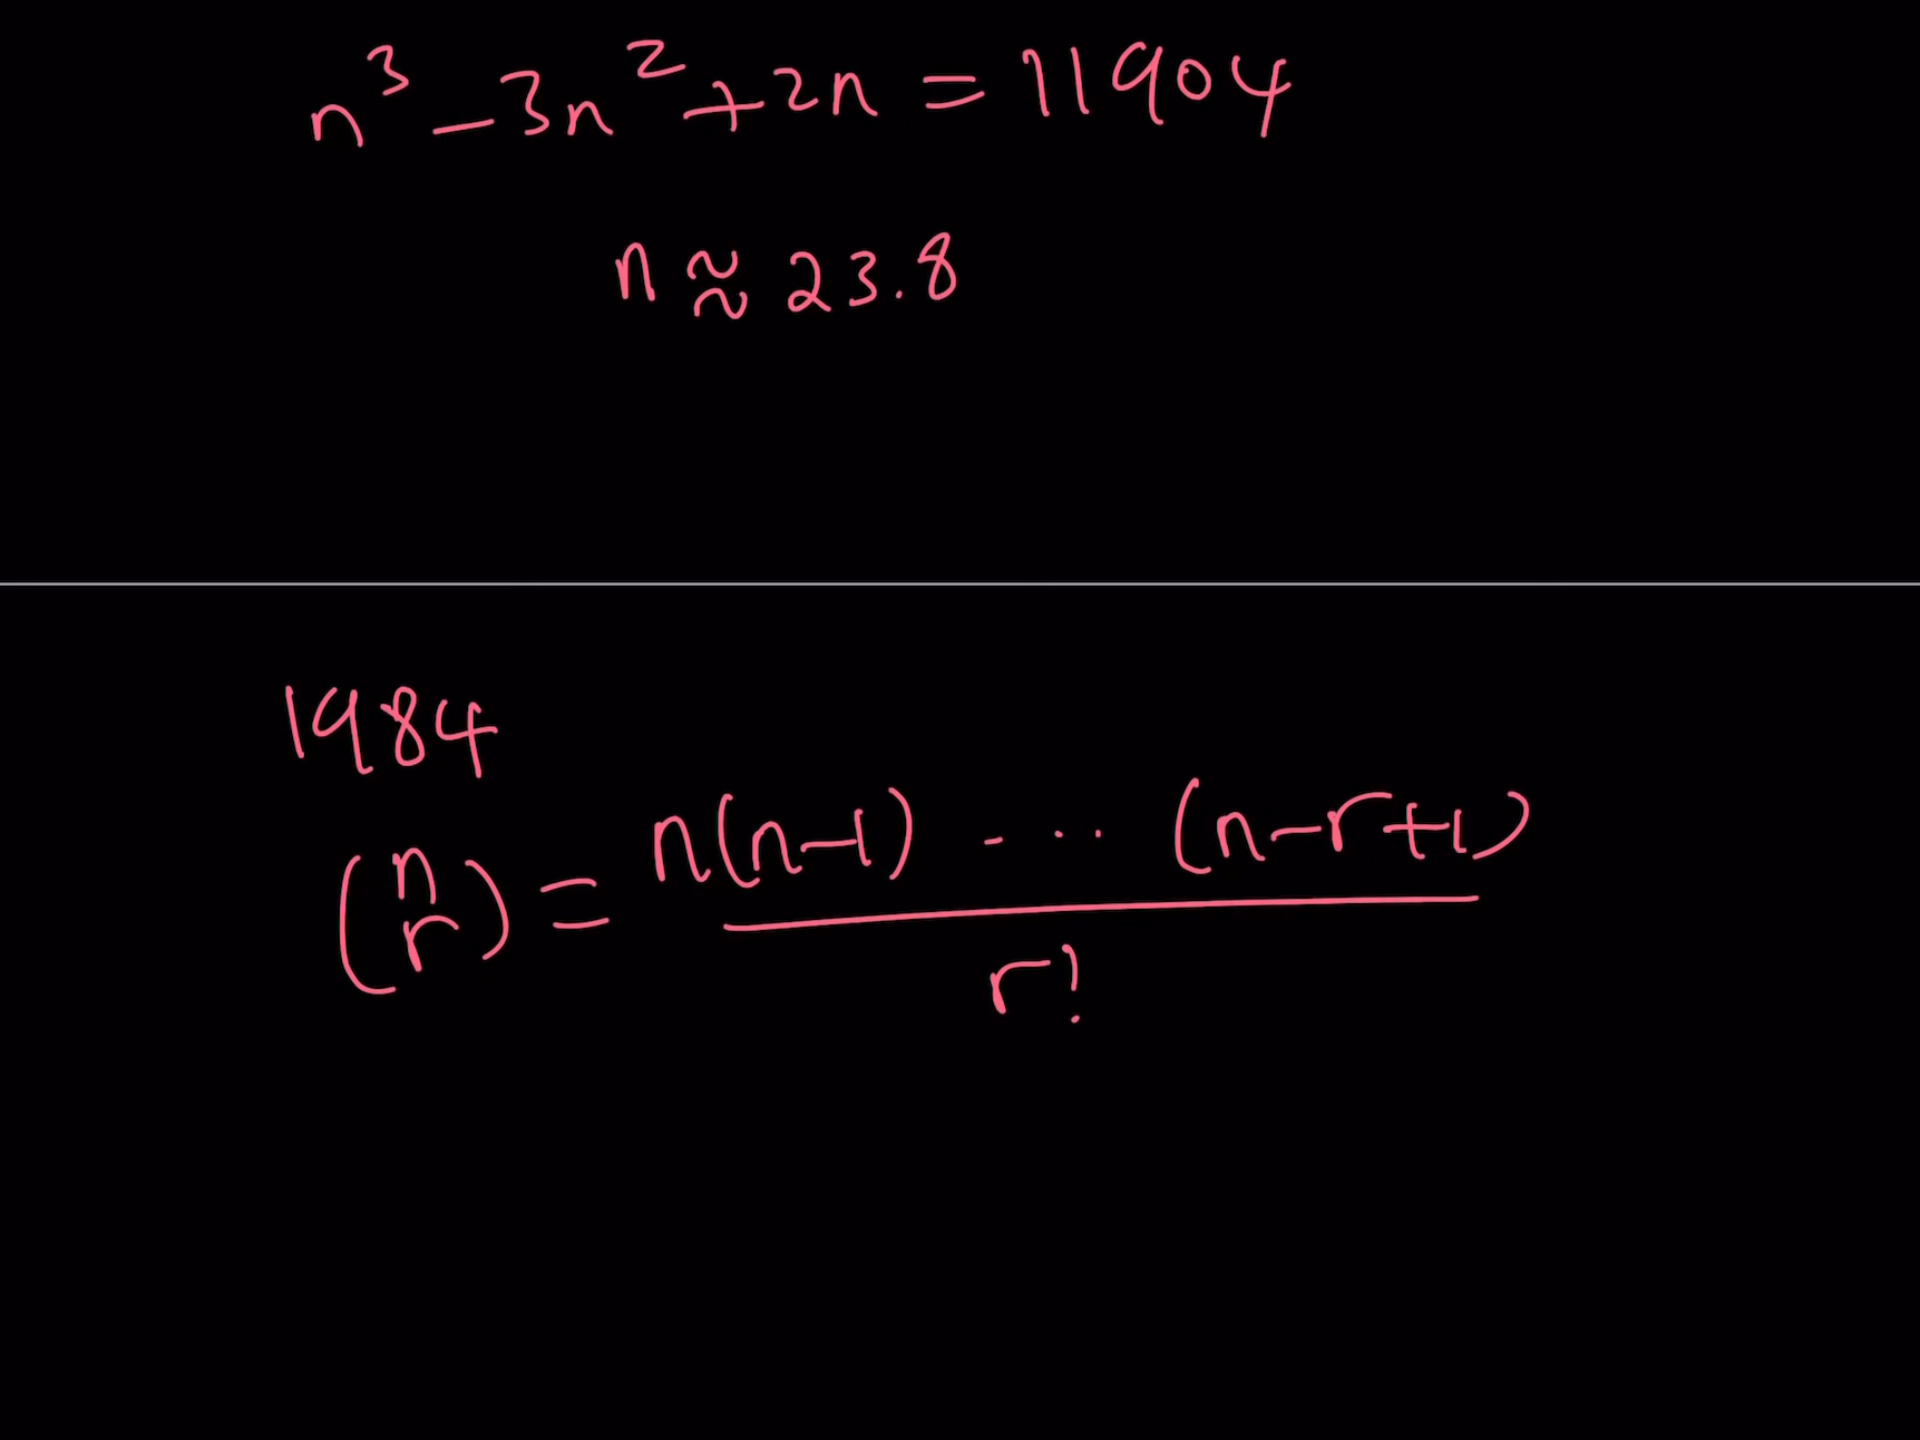 n³ - 3n² + 2n = 11904
n ≈ 23.8
1984
(n r) = n(n-1) ... (n-r+1) / r!